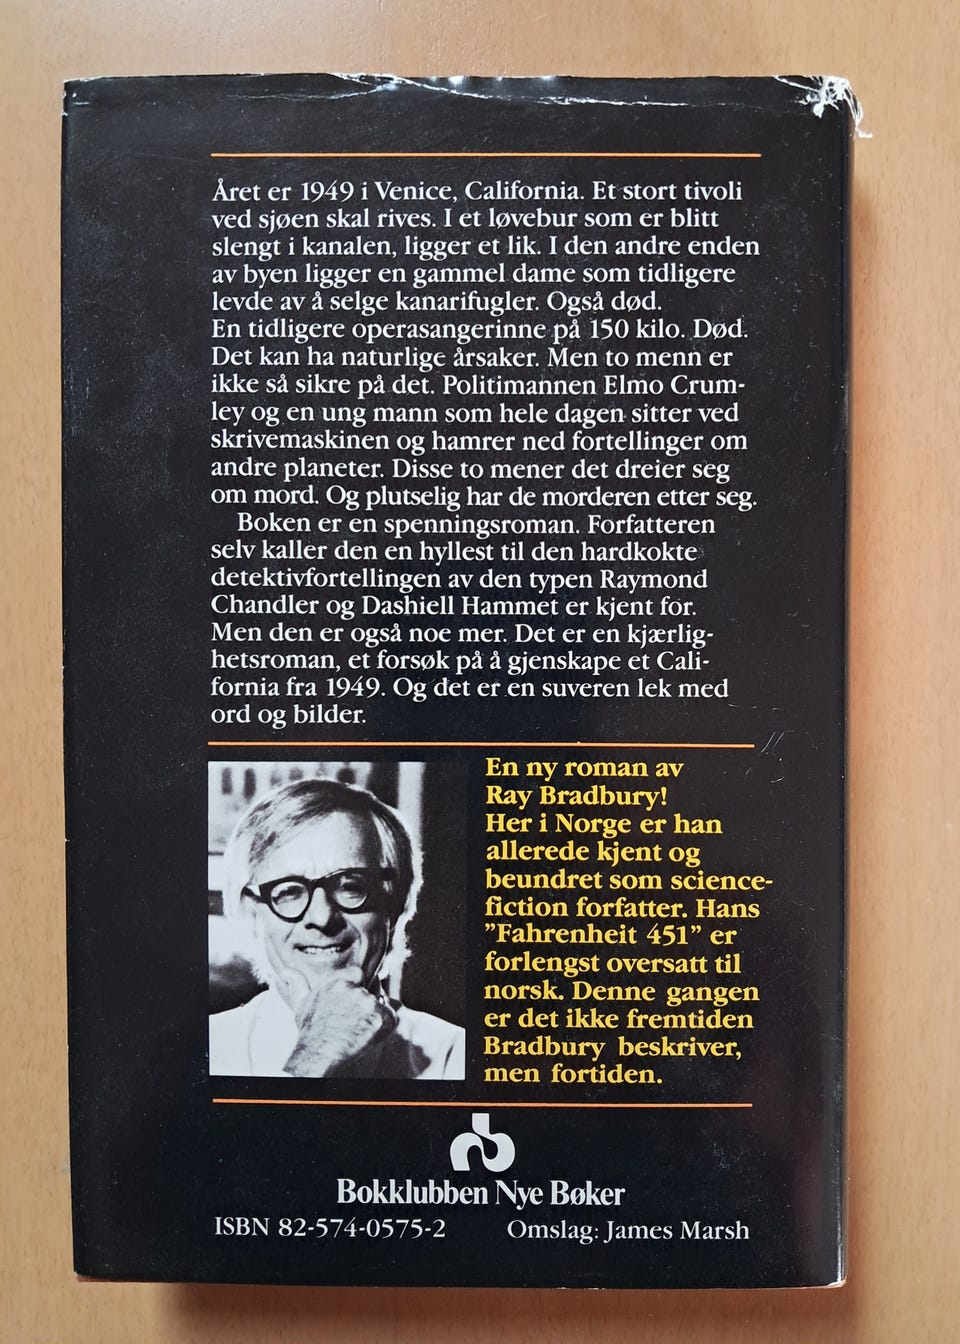 Året er 1949 i Venice, California. Et stort tivoli
ved sjøen skal rives. I et løvebur som er blitt
slengt i kanalen, ligger et lik. I den andre enden
av byen ligger en gammel dame som tidligere
levde av å selge kanarifugler. Også død.
En tidligere operasangerinne på 150 kilo. Død.
Det kan ha naturlige årsaker. Men to menn er
ikke så sikre på det. Politimannen Elmo Crum-
ley og en ung mann som hele dagen sitter ved
skrivemaskinen og hamrer ned fortellinger om
andre planeter. Disse to mener det dreier seg
om mord. Og plutselig har de morderen etter seg.
Boken er en spenningsroman. Forfatteren
selv kaller den en hyllest til den hardkokte
detektivfortellingen av den typen Raymond
Chandler og Dashiell Hammet er kjent for.
Men den er også noe mer. Det er en kjærlig-
hetsroman, et forsøk på å gjenskape et Cali-
fornia fra 1949. Og det er en suveren lek med
ord og bilder.
En ny roman av
Ray Bradbury!
Her i Norge er han
allerede kjent og
beundret som science-
fiction forfatter. Hans
"Fahrenheit 451" er
forlengst oversatt til
norsk. Denne gangen
er det ikke fremtiden
Bradbury beskriver,
men fortiden.
Bokklubben Nye Bøker
ISBN 82-574-0575-2 Omslag: James Marsh